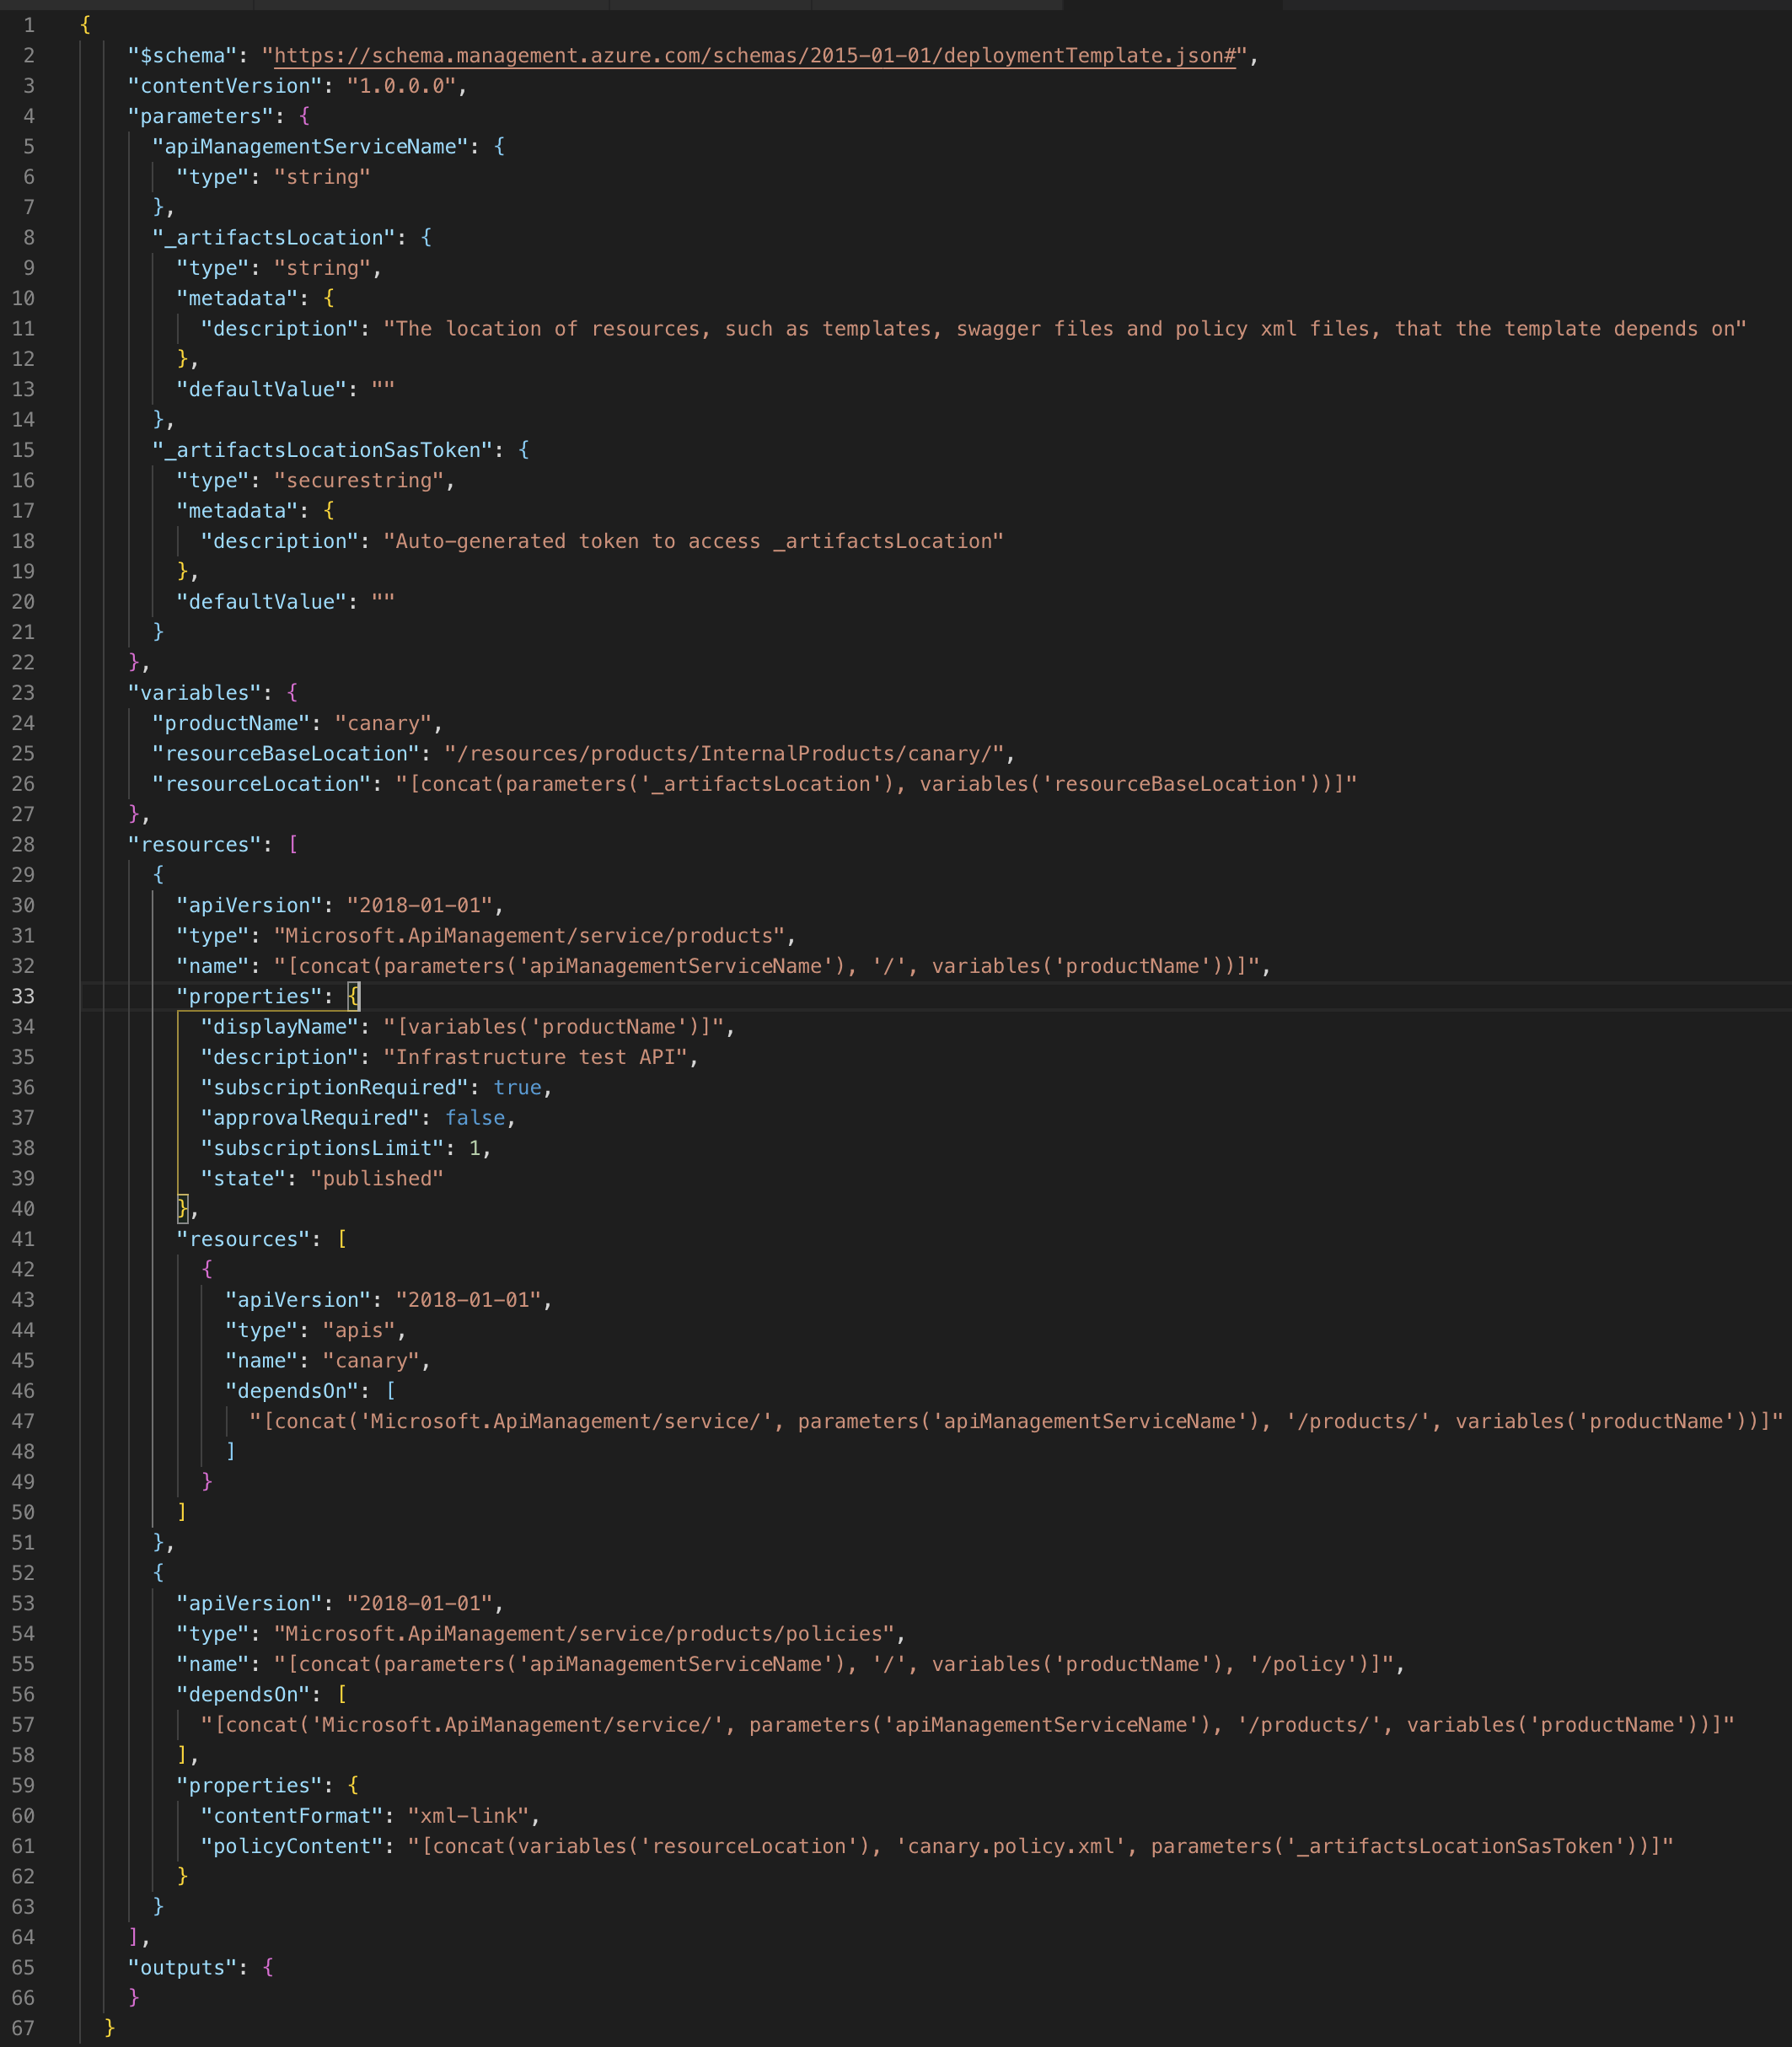 1 {
2 "$schema": "https://schema.management.azure.com/schemas/2015-01-01/deploymentTemplate.json#",
3 "contentVersion": "1.0.0.0",
4 "parameters": {
5 "apiManagementServiceName": {
6 "type": "string"
7 },
8 "_artifactsLocation": {
9 "type": "string",
10 "metadata": {
11 "description": "The location of resources, such as templates, swagger files and policy xml files, that the template depends on"
12 },
13 "defaultValue": ""
14 },
15 "_artifactsLocationSasToken": {
16 "type": "securestring",
17 "metadata": {
18 "description": "Auto-generated token to access _artifactsLocation"
19 },
20 "defaultValue": ""
21 }
22 },
23 "variables": {
24 "productName": "canary",
25 "resourceBaseLocation": "/resources/products/InternalProducts/canary/",
26 "resourceLocation": "[concat(parameters('_artifactsLocation'), variables('resourceBaseLocation'))]"
27 },
28 "resources": [
29 {
30 "apiVersion": "2018-01-01",
31 "type": "Microsoft.ApiManagement/service/products",
32 "name": "[concat(parameters('apiManagementServiceName'), '/', variables('productName'))]",
33 "properties": {
34 "displayName": "[variables('productName')]",
35 "description": "Infrastructure test API",
36 "subscriptionRequired": true,
37 "approvalRequired": false,
38 "subscriptionsLimit": 1,
39 "state": "published"
40 },
41 "resources": [
42 {
43 "apiVersion": "2018-01-01",
44 "type": "apis",
45 "name": "canary",
46 "dependsOn": [
47 "[concat('Microsoft.ApiManagement/service/', parameters('apiManagementServiceName'), '/products/', variables('productName'))]"
48 ]
49 }
50 ]
51 },
52 {
53 "apiVersion": "2018-01-01",
54 "type": "Microsoft.ApiManagement/service/products/policies",
55 "name": "[concat(parameters('apiManagementServiceName'), '/', variables('productName'), '/policy')]",
56 "dependsOn": [
57 "[concat('Microsoft.ApiManagement/service/', parameters('apiManagementServiceName'), '/products/', variables('productName'))]"
58 ],
59 "properties": {
60 "contentFormat": "xml-link",
61 "policyContent": "[concat(variables('resourceLocation'), 'canary.policy.xml', parameters('_artifactsLocationSasToken'))]"
62 }
63 }
64 ],
65 "outputs": {
66 }
67 }